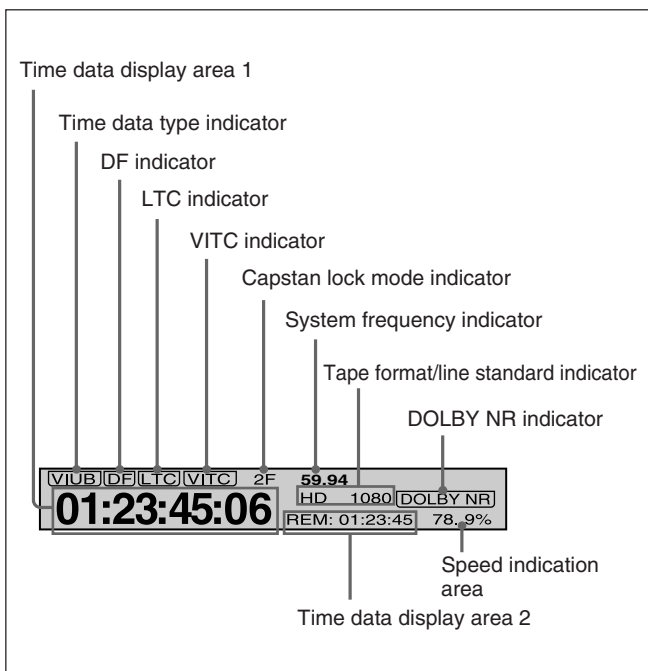 Time data display area 1
Time data type indicator
DF indicator
LTC indicator
VITC indicator
Capstan lock mode indicator
System frequency indicator
Tape format/line standard indicator
DOLBY NR indicator
VIUB DF LTC VITC 2F 59.94
HD 1080 DOLBY NR
01:23:45:06
REM: 01:23:45 78.9%
Speed indication
area
Time data display area 2